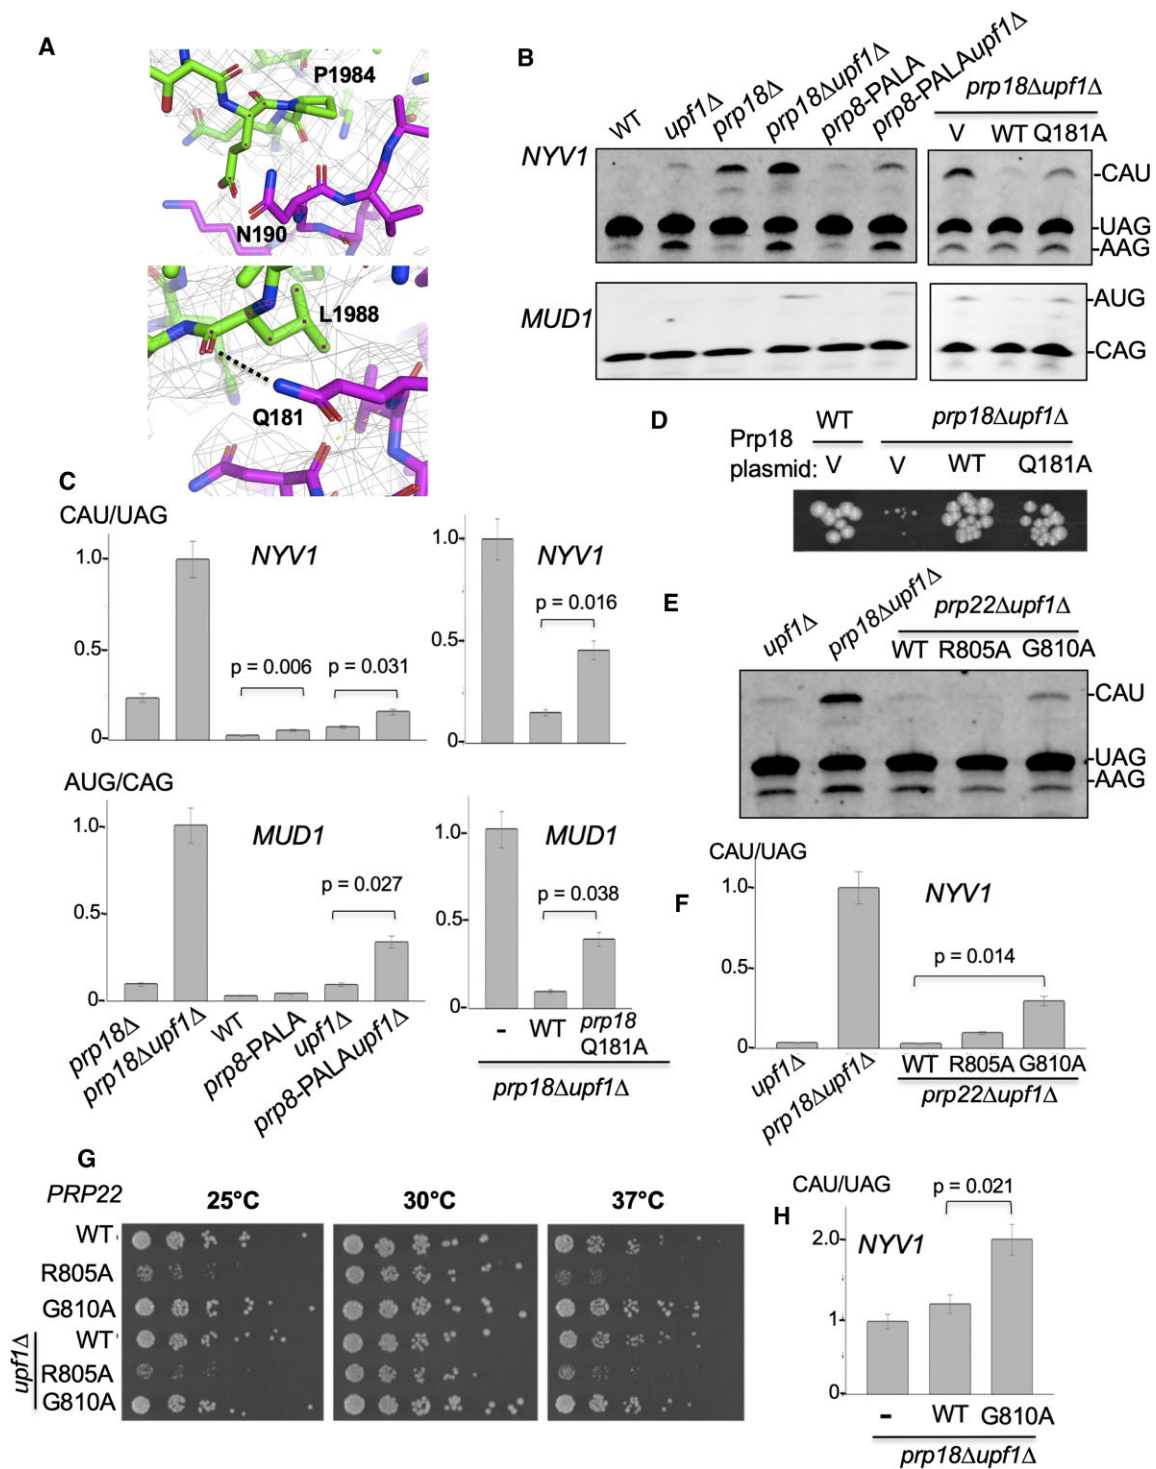 A
P1984
N190
L1988
Q181
B
WT
upf1Δ
prp18Δ
prp18Δupf1Δ
prp8-PALA
prp8-PALAupf1Δ
prp18Δupf1Δ
V WT Q181A
NYV1
-CAU
-UAG
-AAG
MUD1
-AUG
-CAG
D
WT prp18Δupf1Δ
Prp18
plasmid: V V WT Q181A
C
CAU/UAG
NYV1
1.0
0.5
0
p = 0.006
p = 0.031
NYV1
1.0
0.5
0
p = 0.016
AUG/CAG
MUD1
1.0
0.5
0
p = 0.027
prp18Δ
prp18Δupf1Δ
WT
prp8-PALA
upf1Δ
prp8-PALAupf1Δ
MUD1
1.0
0.5
0
p = 0.038
- WT prp18
Q181A
prp18Δupf1Δ
E
upf1Δ
prp18Δupf1Δ
prp22Δupf1Δ
WT R805A G810A
-CAU
-UAG
-AAG
F
CAU/UAG
NYV1
1.0
0.5
0
p = 0.014
upf1Δ
prp18Δupf1Δ
WT R805A G810A
prp22Δupf1Δ
G
PRP22
25°C 30°C 37°C
WT
R805A
G810A
upf1Δ
WT
R805A
G810A
H
CAU/UAG
NYV1
2.0
1
0
p = 0.021
- WT G810A
prp18Δupf1Δ